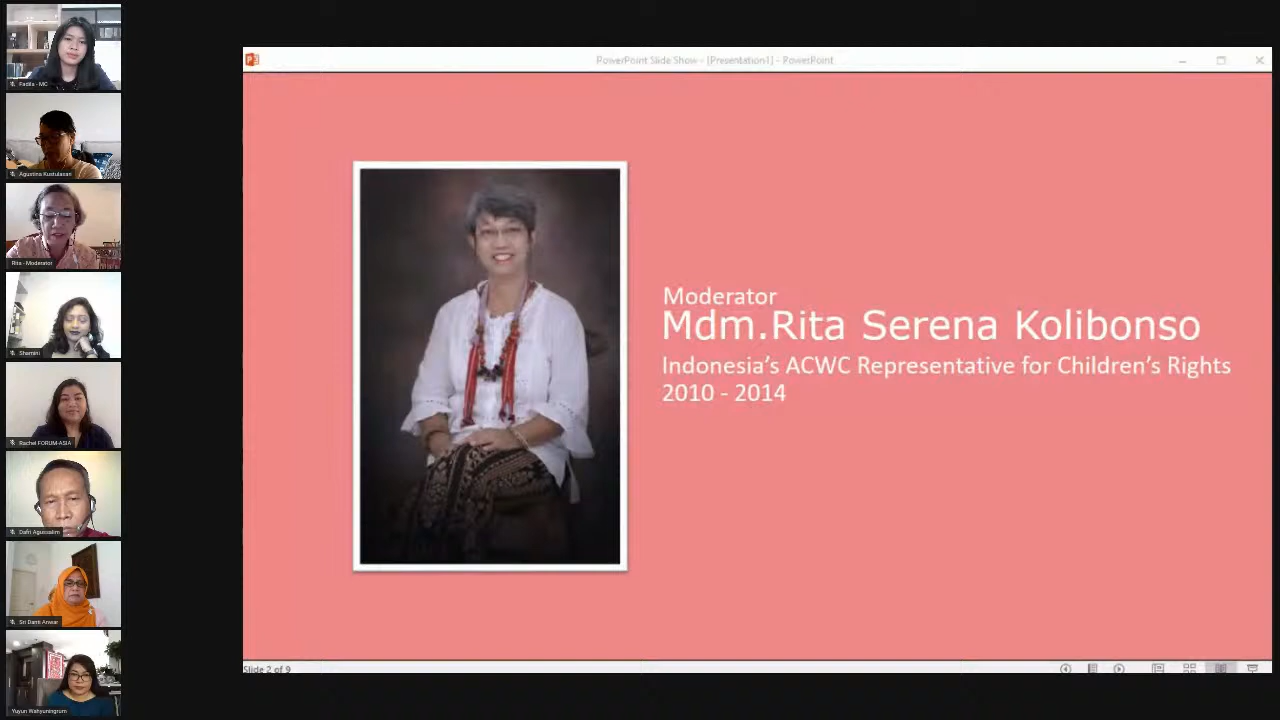 Fadila - MC
Agustina Kustulasari
Rita - Moderator
Shamini
Rachel FORUM-ASIA
Dafri Agussalim
Sri Danti Anwar
Yuyun Wahyuningrum
PowerPoint Slide Show - [Presentation1] - PowerPoint
Moderator
Mdm.Rita Serena Kolibonso
Indonesia's ACWC Representative for Children's Rights
2010 - 2014
Slide 2 of 9